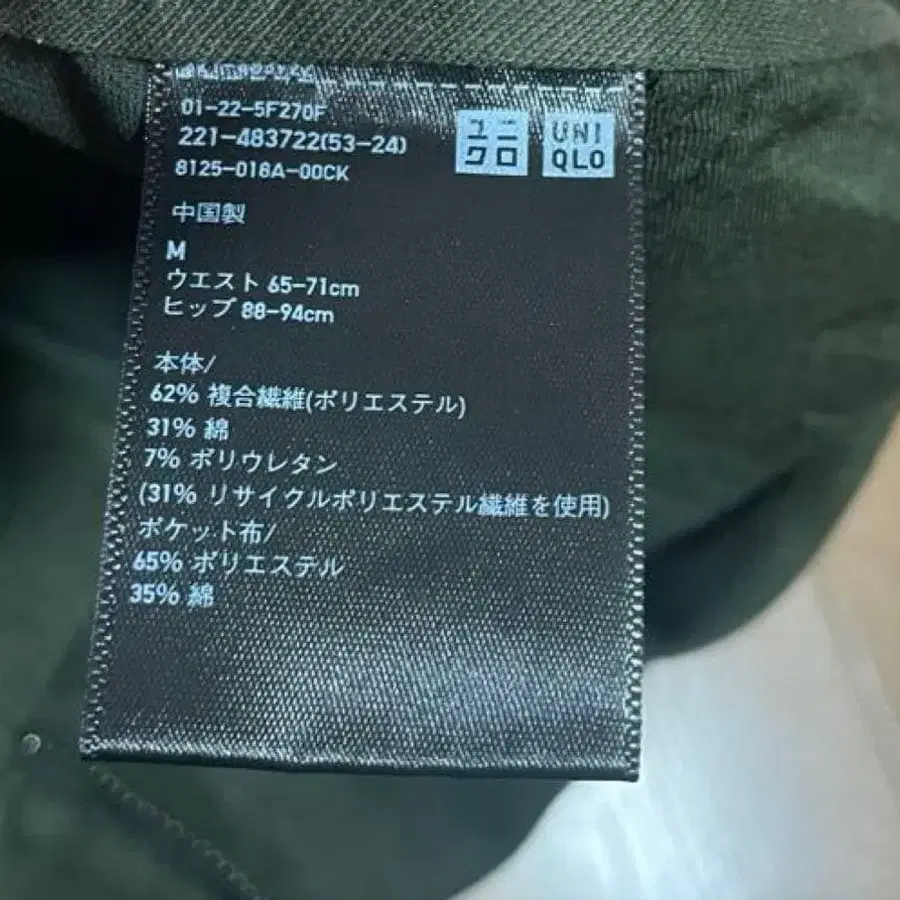 01-22-5F270F
221-483722(53-24)
8125-018A-00CK
ユニ
クロ
UNI
QLO
中国製
M
ウエスト 65-71cm
ヒップ 88-94cm
本体/
62% 複合繊維(ポリエステル)
31% 綿
7% ポリウレタン
(31% リサイクルポリエステル繊維を使用)
ポケット布/
65% ポリエステル
35% 綿